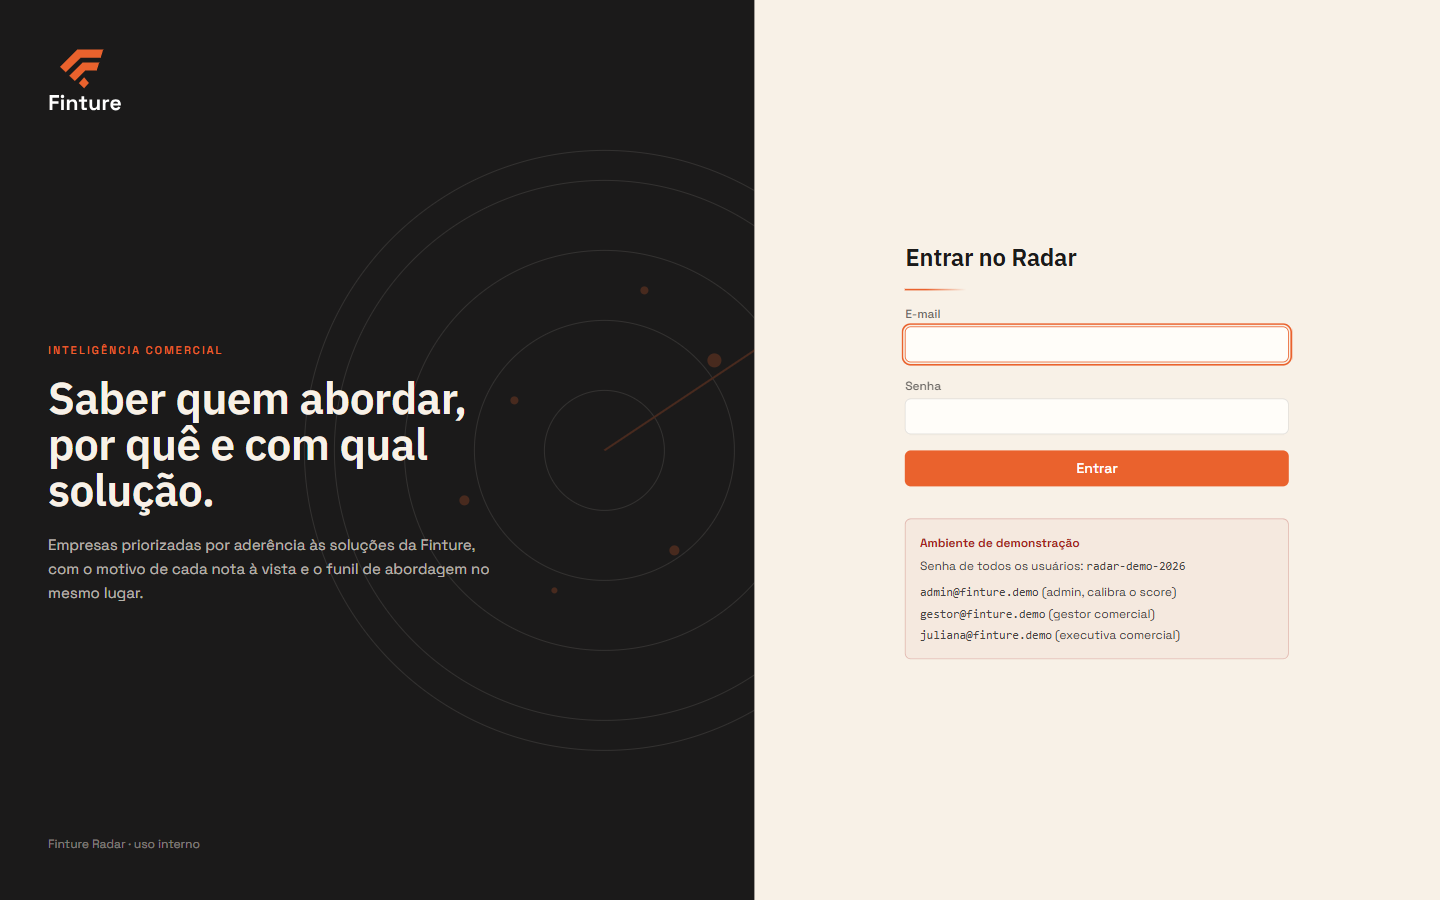 Finture
INTELIGÊNCIA COMERCIAL
Saber quem abordar,
por quê e com qual
solução.
Empresas priorizadas por aderência às soluções da Finture,
com o motivo de cada nota à vista e o funil de abordagem no
mesmo lugar.
Finture Radar · uso interno
Entrar no Radar
E-mail
Senha
Entrar
Ambiente de demonstração
Senha de todos os usuários: radar-demo-2026
admin@finture.demo (admin, calibra o score)
gestor@finture.demo (gestor comercial)
juliana@finture.demo (executiva comercial)